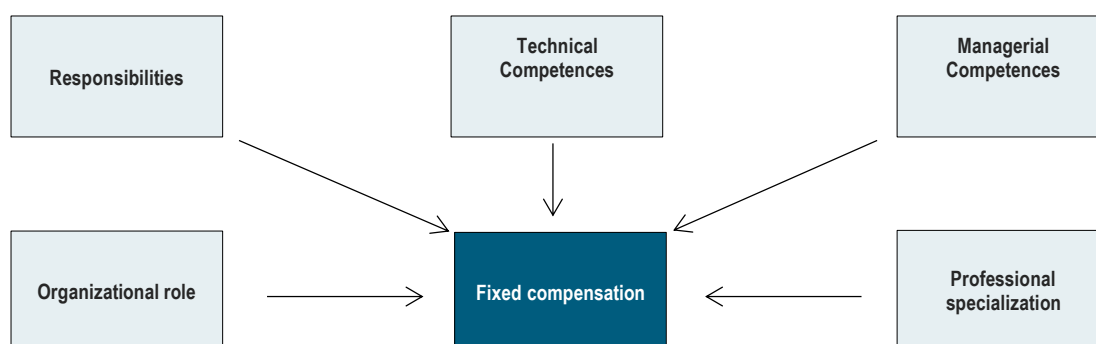 Responsibilities
Technical
Competences
Managerial
Competences
Organizational role
Fixed compensation
Professional
specialization